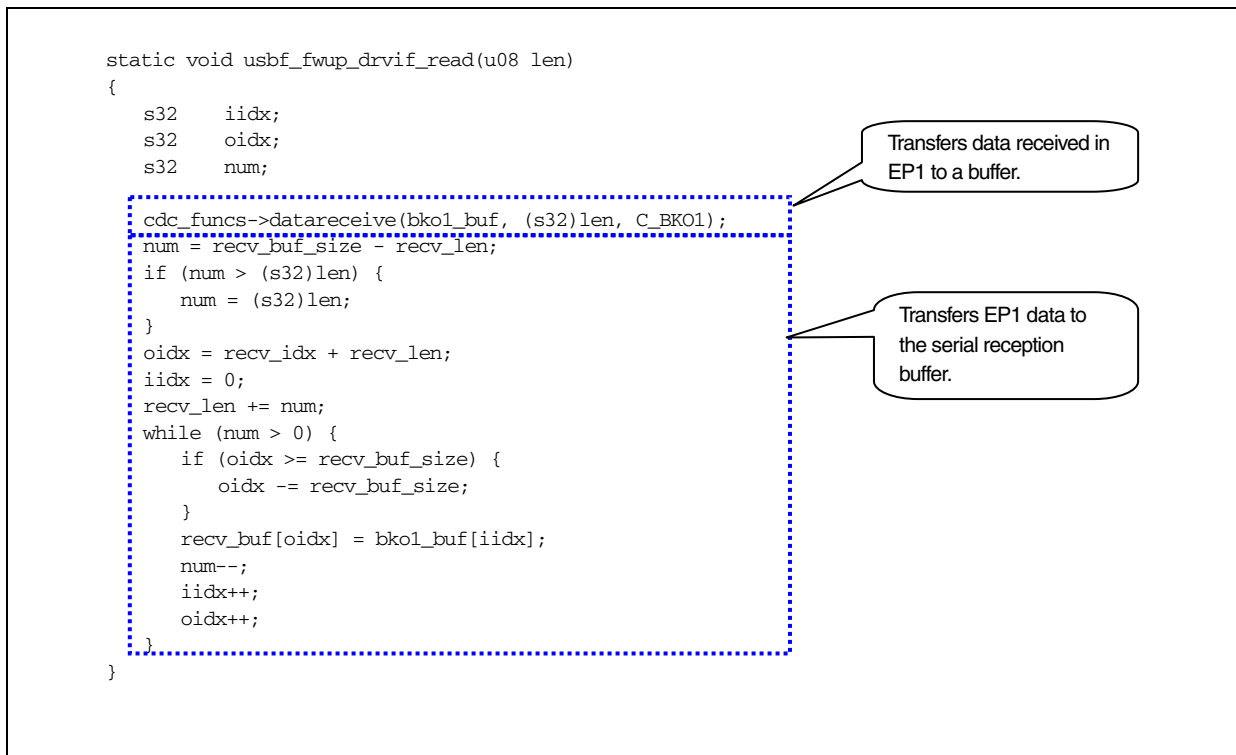 static void usbf_fwup_drvif_read(u08 len)
{
s32 iidx;
s32 oidx;
s32 num;
cdc_funcs->datareceive(bko1_buf, (s32)len, C_BKO1);
num = recv_buf_size - recv_len;
if (num > (s32)len) {
num = (s32)len;
}
oidx = recv_idx + recv_len;
iidx = 0;
recv_len += num;
while (num > 0) {
if (oidx >= recv_buf_size) {
oidx -= recv_buf_size;
}
recv_buf[oidx] = bko1_buf[iidx];
num--;
iidx++;
oidx++;
}
}
Transfers data received in
EP1 to a buffer.
Transfers EP1 data to
the serial reception
buffer.